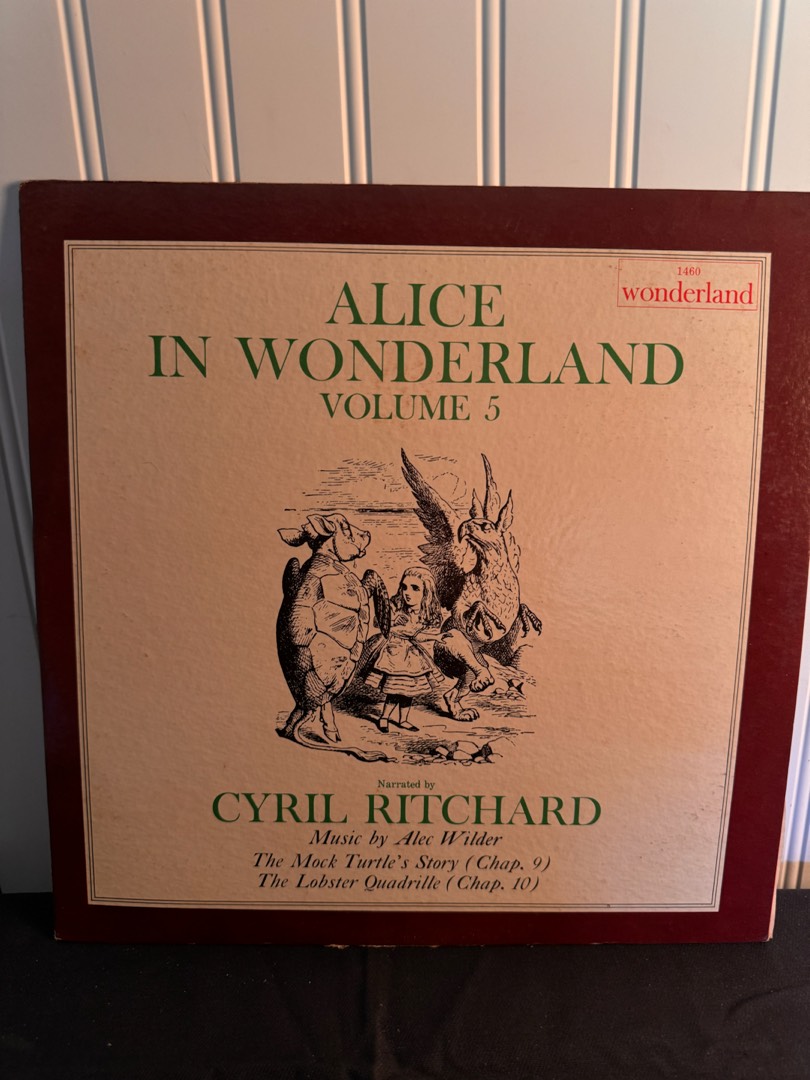 1460
wonderland
ALICE
IN WONDERLAND
VOLUME 5
Narrated by
CYRIL RITCHARD
Music by Alec Wilder
The Mock Turtle's Story (Chap. 9)
The Lobster Quadrille (Chap. 10)